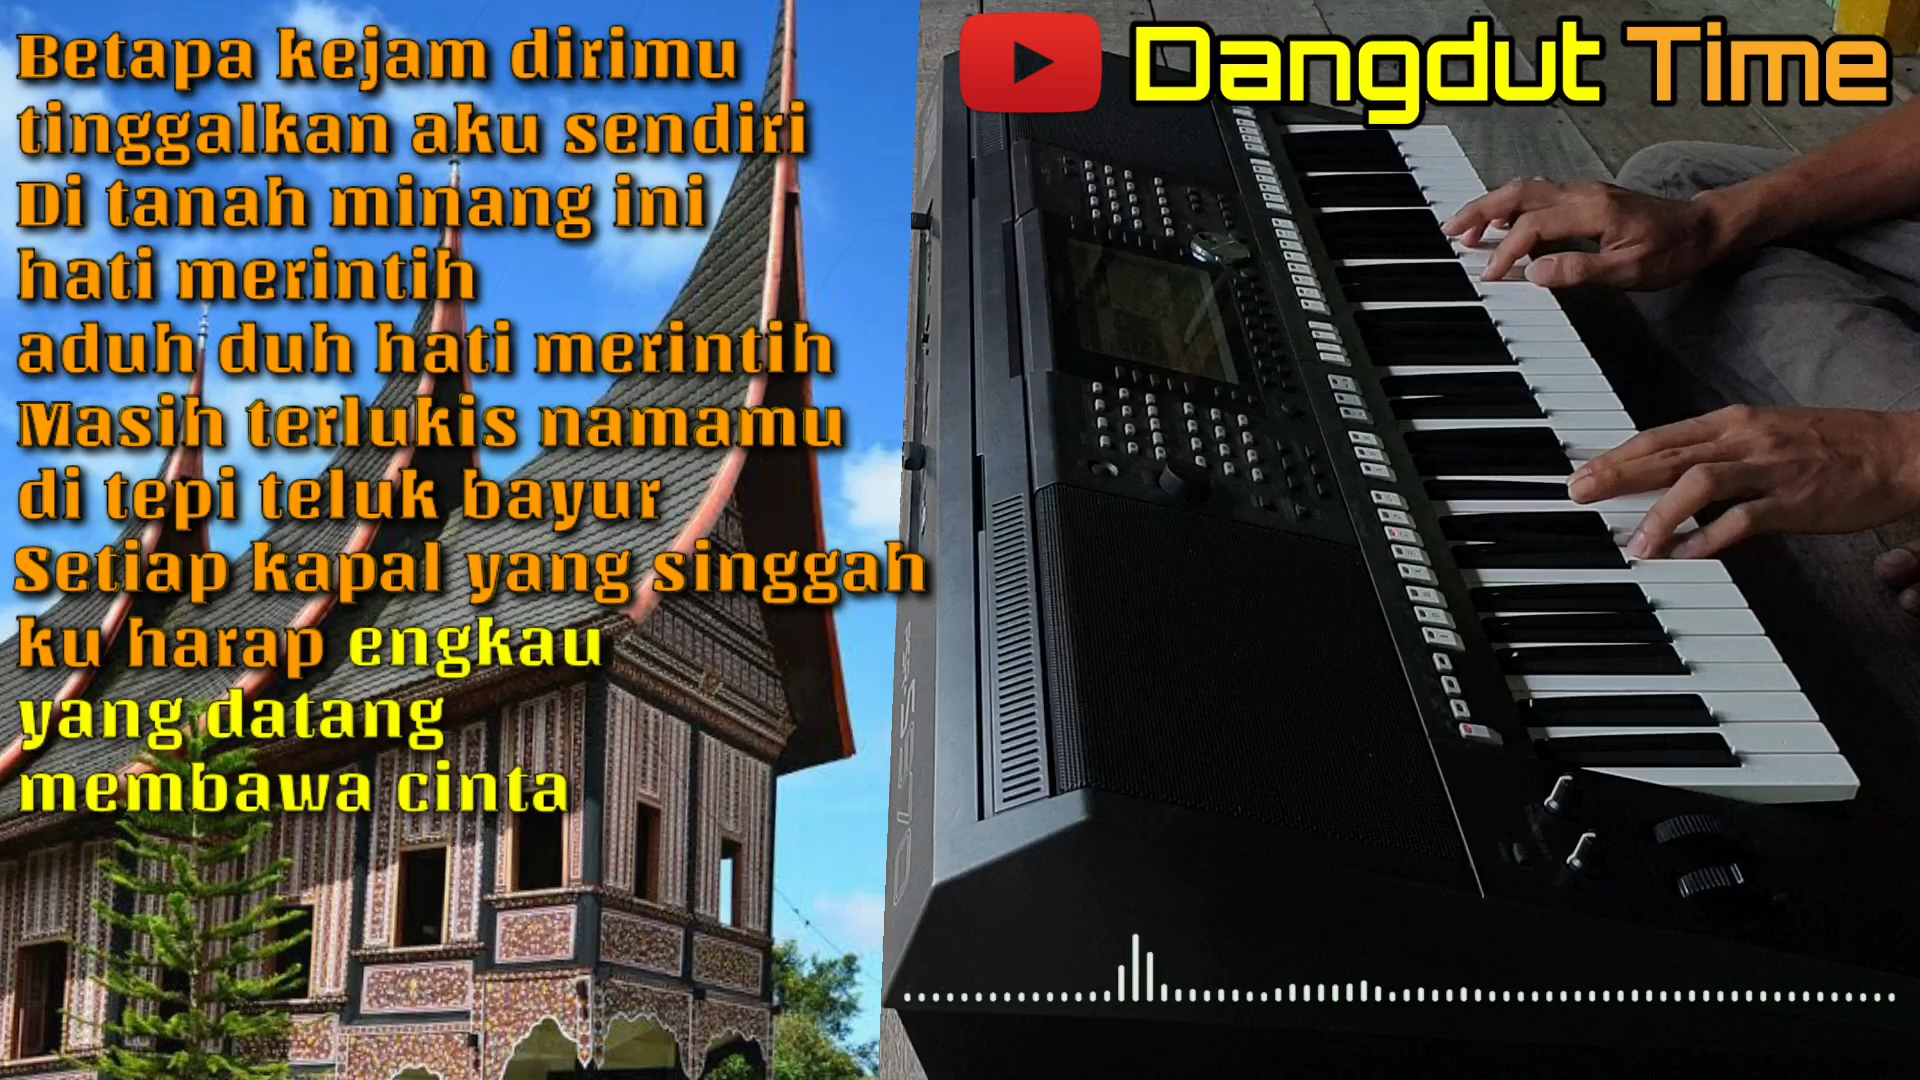 Betapa kejam dirimu
tinggalkan aku sendiri
Di tanah minang ini
hati merintih
aduh duh hati merintih
Masih terlukis namamu
di tepi teluk bayur
Setiap kapal yang singgah
ku harap engkau
yang datang
membawa cinta
Dangdut Time